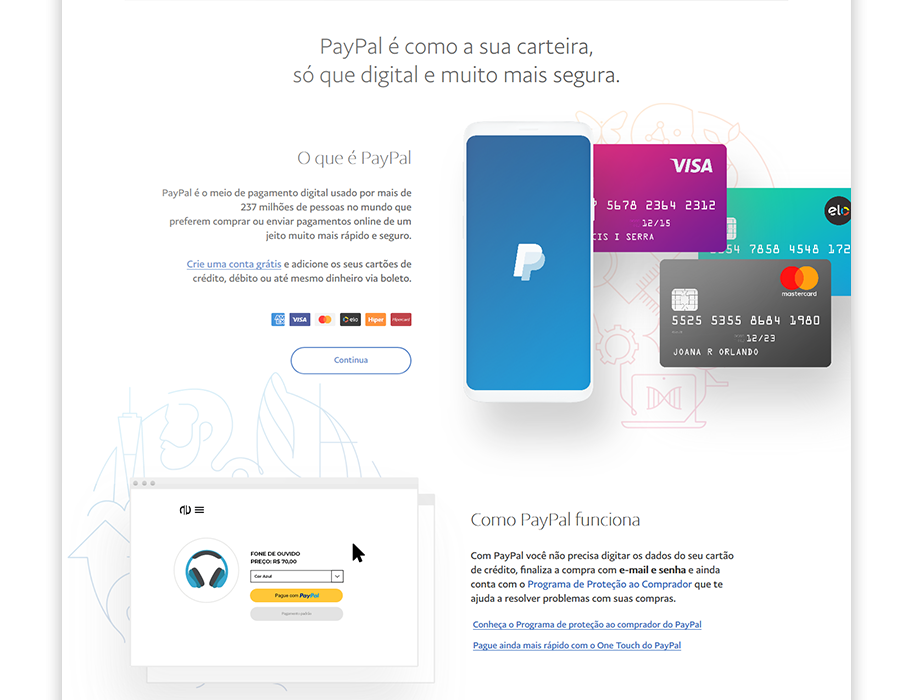 PayPal é como a sua carteira,
só que digital e muito mais segura.
O que é PayPal
PayPal é o meio de pagamento digital usado por mais de
237 milhões de pessoas no mundo que
preferem comprar ou enviar pagamentos online de um
jeito muito mais rápido e seguro.
Crie uma conta grátis e adicione os seus cartões de
crédito, débito ou até mesmo dinheiro via boleto.
VISA
elo
Hiper
Hipercard
Continua
VISA
5678 2364 2312
12/15
CIS I SERRA
elo
54 7858 4548 172
mastercard
5525 5355 8684 1980
12/23
JOANA R ORLANDO
FONE DE OUVIDO
PREÇO: R$ 70,00
Cor Azul
Pague com PayPal
Pagamento padrão
Como PayPal funciona
Com PayPal você não precisa digitar os dados do seu cartão
de crédito, finaliza a compra com e-mail e senha e ainda
conta com o Programa de Proteção ao Comprador que te
ajuda a resolver problemas com suas compras.
Conheça o Programa de proteção ao comprador do PayPal
Pague ainda mais rápido com o One Touch do PayPal